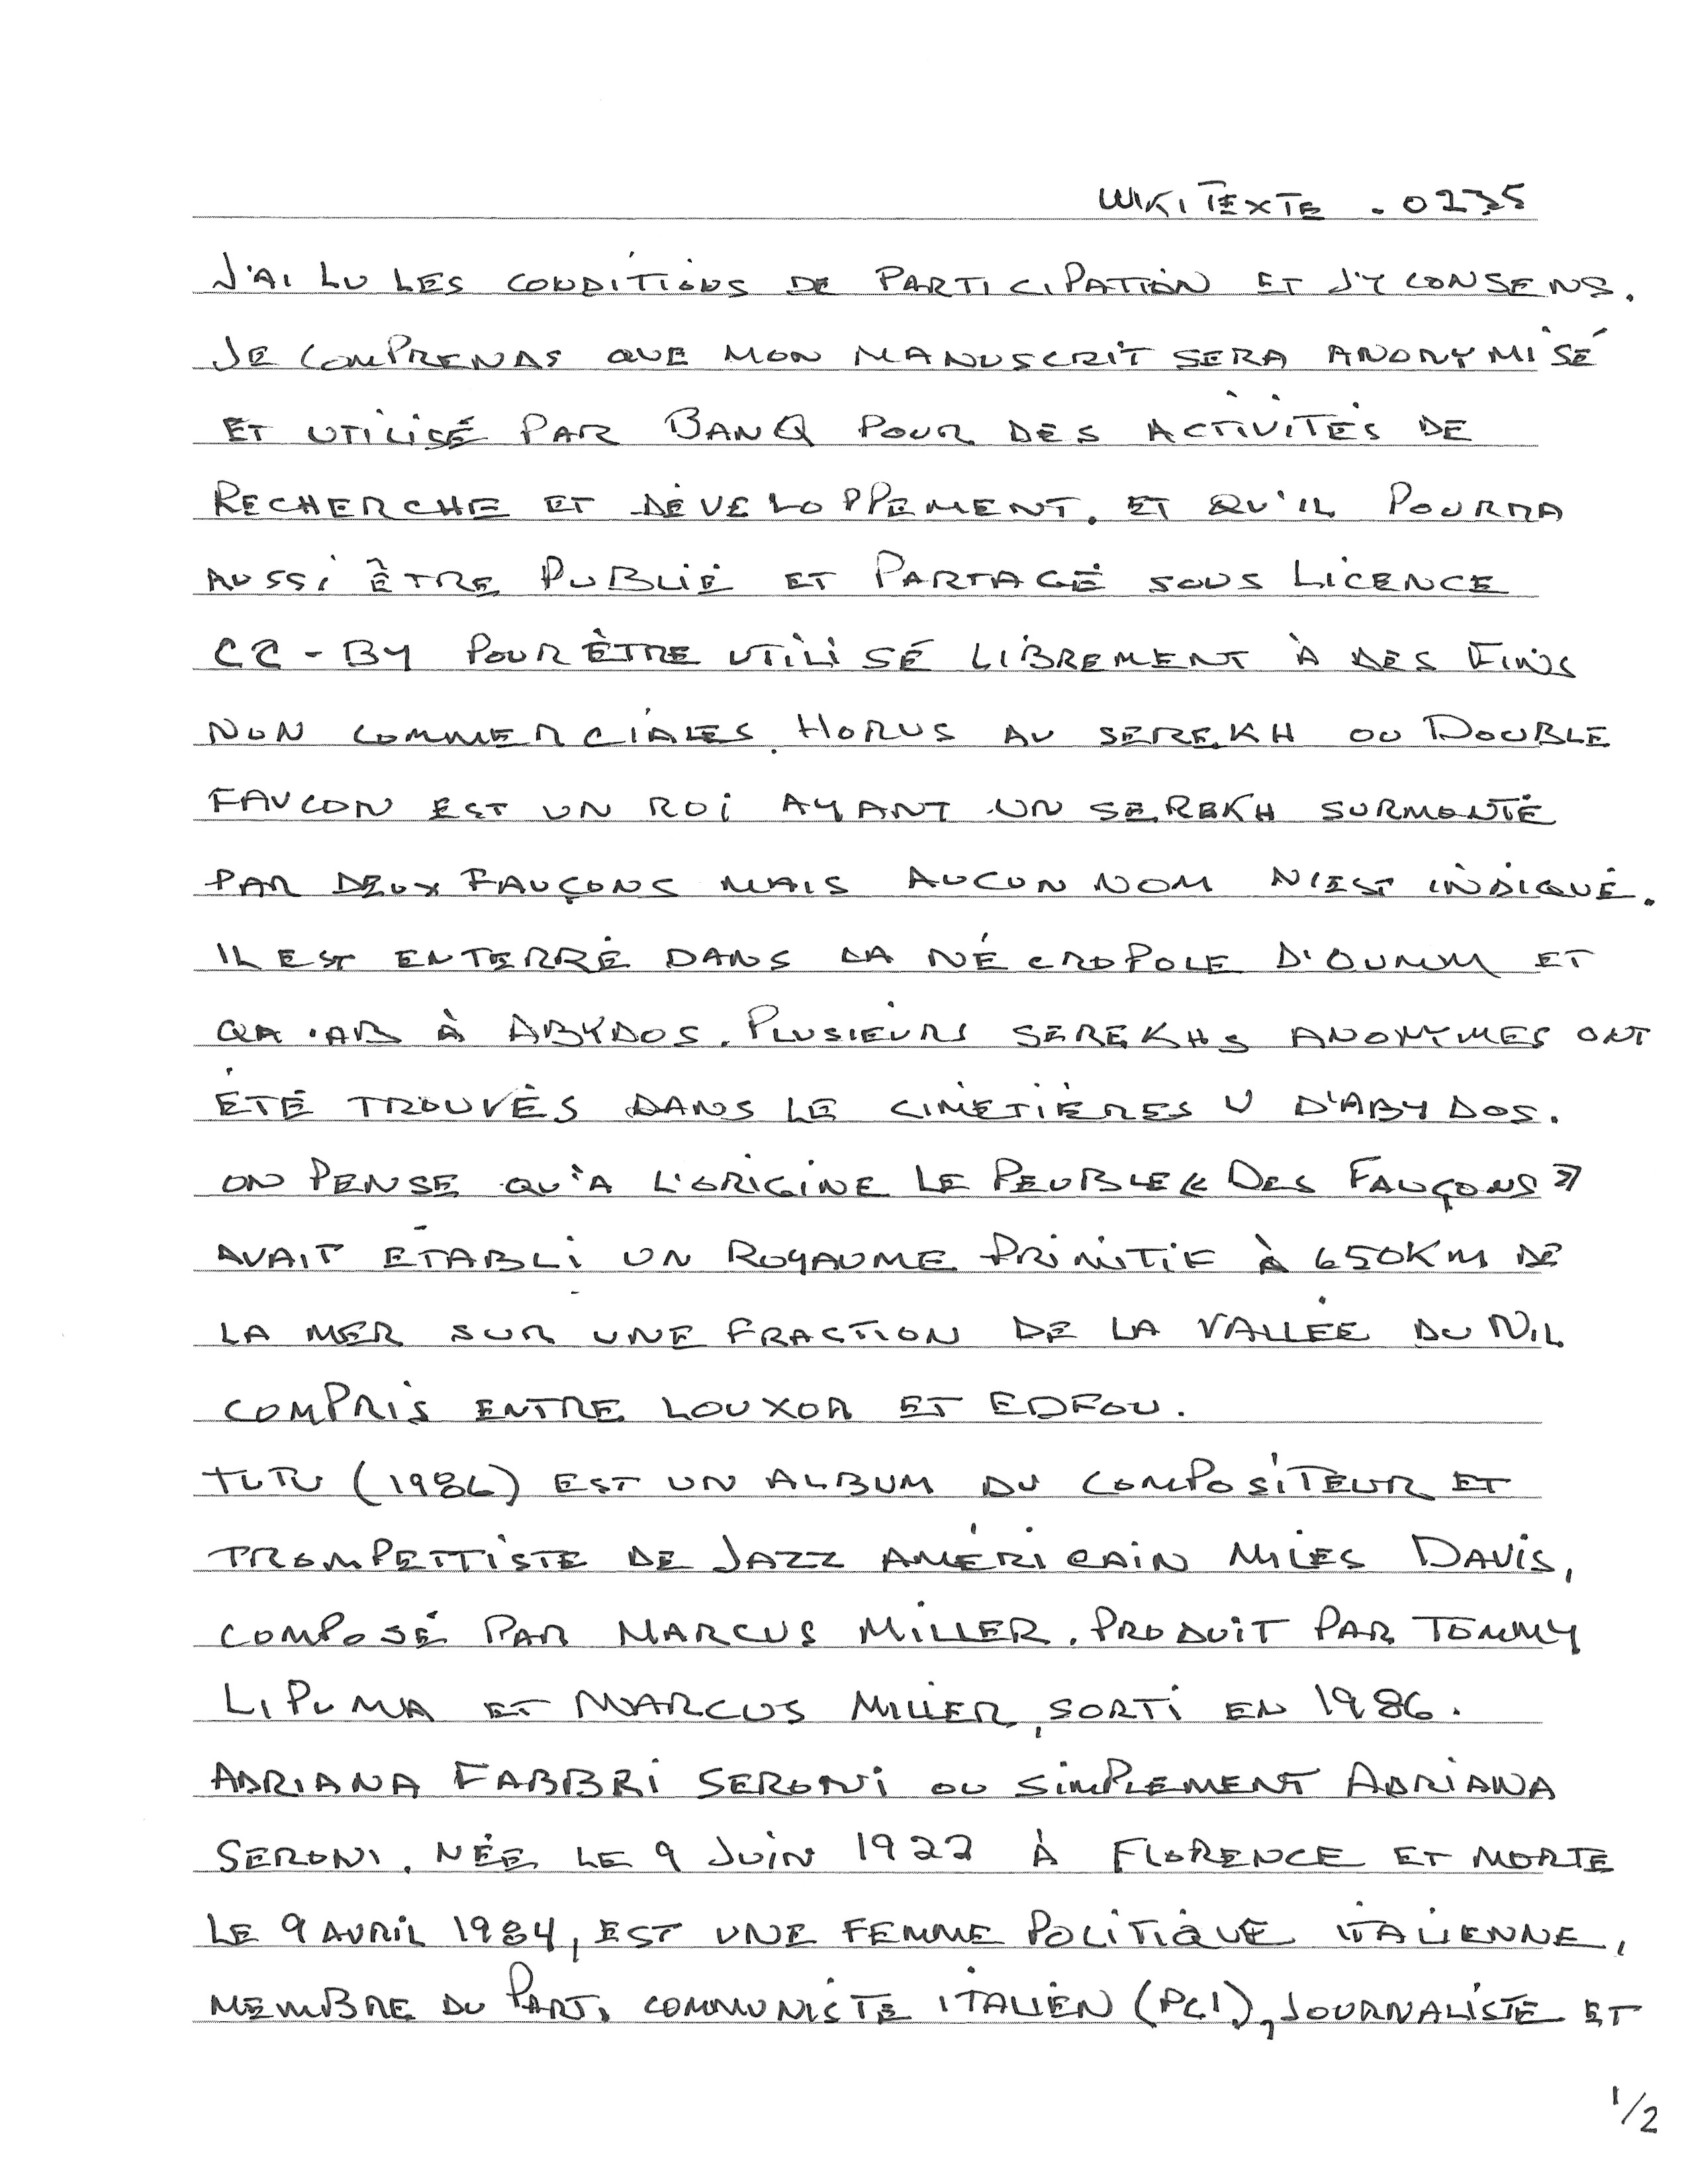 WIKITEXTE . 0235
J'AI LU LES CONDITIONS DE PARTICIPATION ET J'Y CONSENS.
JE COMPRENDS QUE MON MANUSCRIT SERA ANONYMISÉ
ET UTILISÉ PAR BANQ POUR DES ACTIVITÉS DE
RECHERCHE ET DÉVELOPPEMENT. ET QU'IL POURRA
AUSSI ÊTRE PUBLIÉ ET PARTAGÉ SOUS LICENCE
CC-BY POUR ÊTRE UTILISÉ LIBREMENT À DES FINS
NON COMMERCIALES. HORUS AU SEREKH OU DOUBLE
FAUCON EST UN ROI AYANT UN SEREKH SURMONTÉ
PAR DEUX FAUÇONS MAIS AUCUN NOM N'EST INDIQUÉ.
IL EST ENTERRÉ DANS LA NÉCROPOLE D'OUMM ET
QA'AB À ABYDOS. PLUSIEURS SEREKHS ANONYMES ONT
ÉTÉ TROUVÉS DANS LE CIMETIÈRES U D'ABYDOS.
ON PENSE QU'À L'ORIGINE LE PEUBLE « DES FAUÇONS »
AVAIT ÉTABLI UN ROYAUME PRIMITIF À 650KM DE
LA MER SUR UNE FRACTION DE LA VALLÉE DU NIL
COMPRIS ENTRE LOUXOR ET EDFOU.
TUTU (1986) EST UN ALBUM DU COMPOSITEUR ET
TROMPETTISTE DE JAZZ AMÉRICAIN MILES DAVIS,
COMPOSÉ PAR MARCUS MILLER. PRODUIT PAR TOMMY
LIPUMA ET MARCUS MILLER, SORTI EN 1986.
ADRIANA FABBRI SERONI OU SIMPLEMENT ADRIANA
SERONI. NÉE LE 9 JUIN 1922 À FLORENCE ET MORTE
LE 9 AVRIL 1984, EST UNE FEMME POLITIQUE ITALIENNE,
MEMBRE DU PARTI COMMUNISTE ITALIEN (PCI), JOURNALISTE ET
1/2